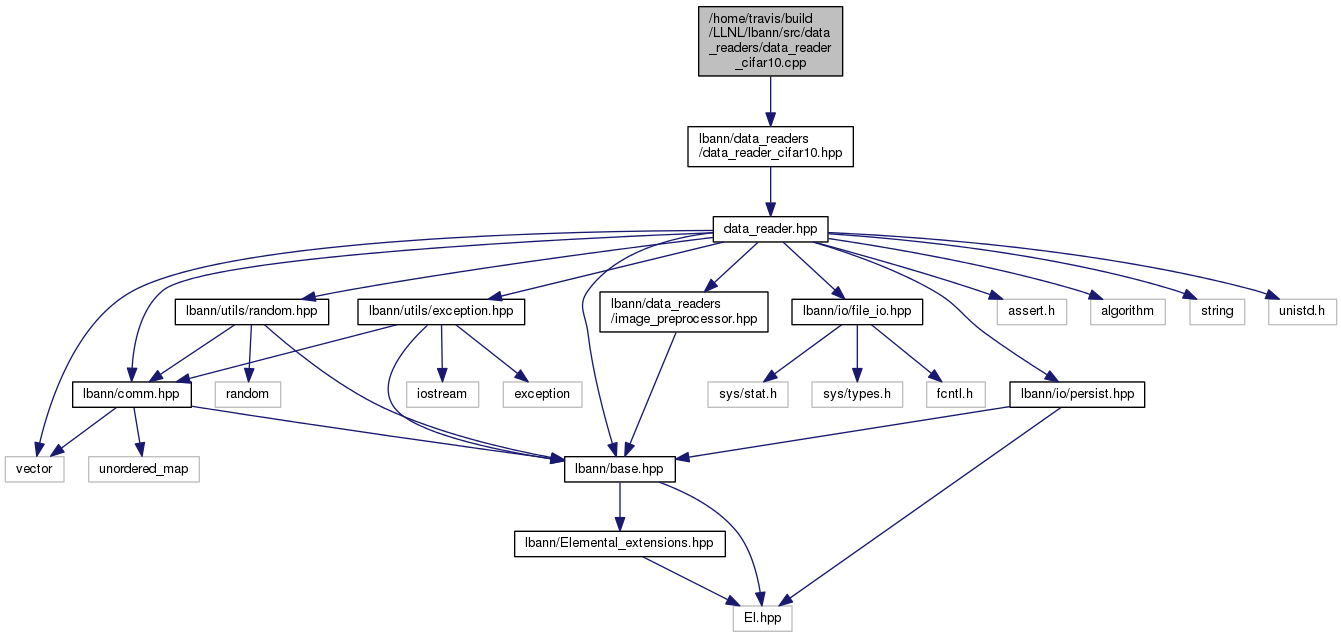 /home/travis/build
/LLNL/lbann/src/data
_readers/data_reader
_cifar10.cpp
lbann/data_readers
/data_reader_cifar10.hpp
data_reader.hpp
lbann/utils/random.hpp
lbann/utils/exception.hpp
lbann/data_readers
/image_preprocessor.hpp
lbann/io/file_io.hpp
assert.h
algorithm
string
unistd.h
lbann/comm.hpp
random
iostream
exception
sys/stat.h
sys/types.h
fcntl.h
lbann/io/persist.hpp
vector
unordered_map
lbann/base.hpp
lbann/Elemental_extensions.hpp
El.hpp